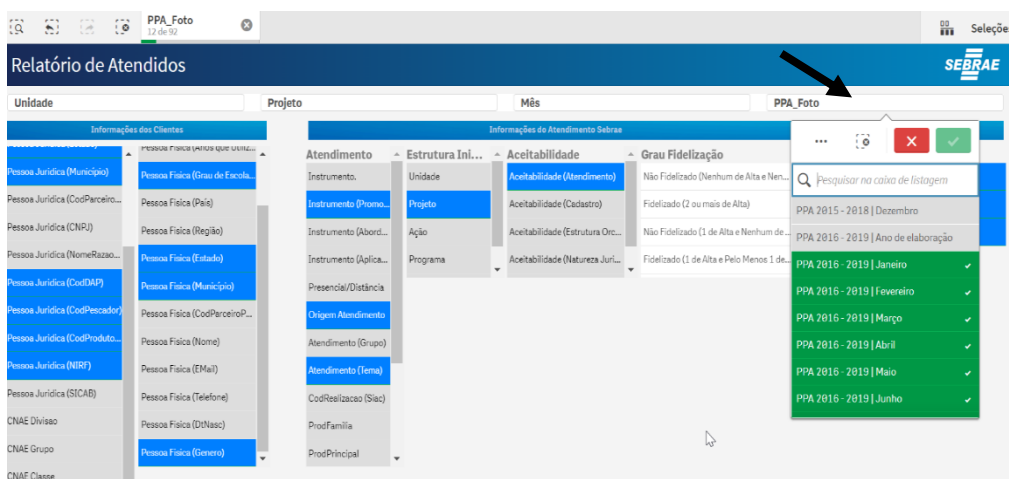 PPA_Foto
12 de 92
Seleçõe
Relatório de Atendidos
SEBRAE
Unidade
Projeto
Mês
PPA_Foto
Informações dos Clientes
Pessoa Jurídica (Município)
Pessoa Jurídica (CodParceiro...
Pessoa Jurídica (CNPJ)
Pessoa Jurídica (NomeRazao...
Pessoa Jurídica (CodDAP)
Pessoa Jurídica (CodPescador)
Pessoa Jurídica (CodProduto...
Pessoa Jurídica (NIRF)
Pessoa Jurídica (SICAB)
CNAE Divisao
CNAE Grupo
CNAE Classe
Pessoa Física (Anos que Utiliz...
Pessoa Física (Grau de Escola...
Pessoa Física (País)
Pessoa Física (Região)
Pessoa Física (Estado)
Pessoa Física (Município)
Pessoa Física (CodParceiroP...
Pessoa Física (Nome)
Pessoa Física (EMail)
Pessoa Física (Telefone)
Pessoa Física (DtNasc)
Pessoa Física (Genero)
Informações do Atendimento Sebrae
Atendimento
Instrumento.
Instrumento (Promo...
Instrumento (Abord...
Instrumento (Aplica...
Presencial/Distância
Origem Atendimento
Atendimento (Grupo)
Atendimento (Tema)
CodRealizacao (Siac)
ProdFamilia
ProdPrincipal
Estrutura Ini...
Unidade
Projeto
Ação
Programa
Aceitabilidade
Aceitabilidade (Atendimento)
Aceitabilidade (Cadastro)
Aceitabilidade (Estrutura Orc...
Aceitabilidade (Natureza Juri...
Grau Fidelização
Não Fidelizado (Nenhum de Alta e Nen...
Fidelizado (2 ou mais de Alta)
Não Fidelizado (1 de Alta e Nenhum de ...
Fidelizado (1 de Alta e Pelo Menos 1 de...
...
Pesquisar na caixa de listagem
PPA 2015 - 2018 | Dezembro
PPA 2016 - 2019 | Ano de elaboração
PPA 2016 - 2019 | Janeiro
PPA 2016 - 2019 | Fevereiro
PPA 2016 - 2019 | Março
PPA 2016 - 2019 | Abril
PPA 2016 - 2019 | Maio
PPA 2016 - 2019 | Junho